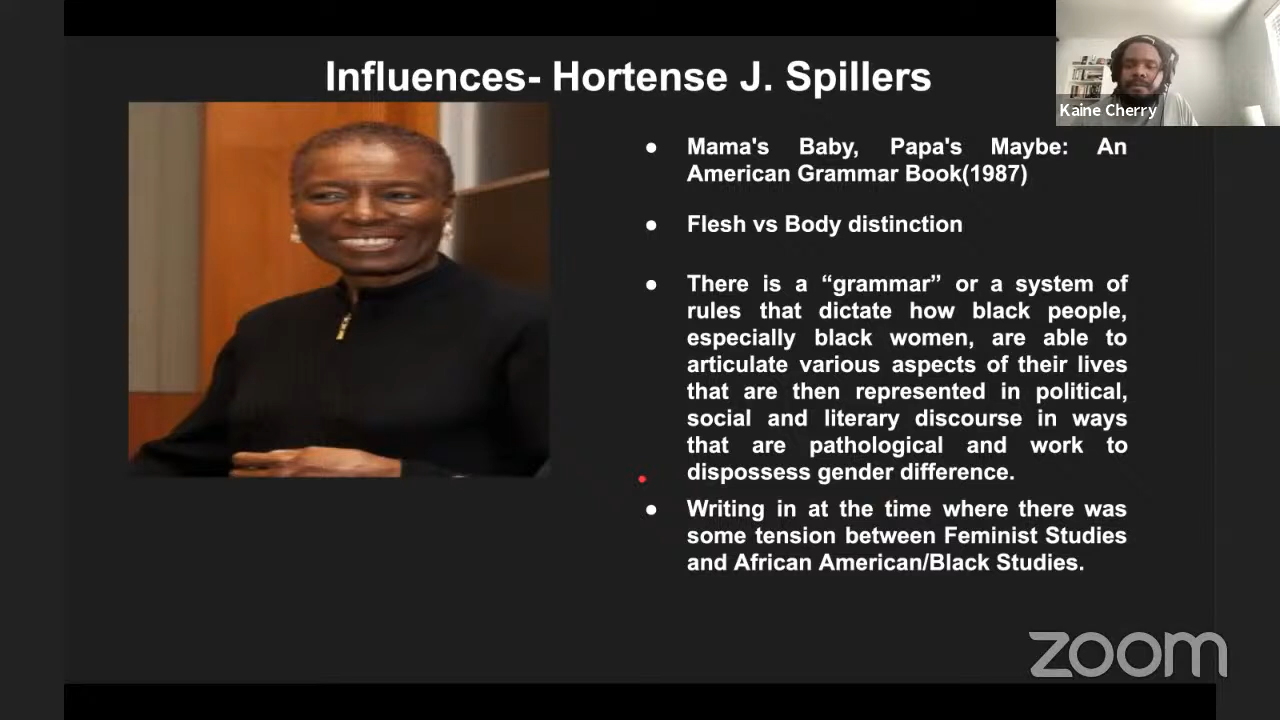 Influences- Hortense J. Spillers
Kaine Cherry
● Mama's Baby, Papa's Maybe: An
American Grammar Book(1987)
● Flesh vs Body distinction
● There is a “grammar” or a system of
rules that dictate how black people,
especially black women, are able to
articulate various aspects of their lives
that are then represented in political,
social and literary discourse in ways
that are pathological and work to
dispossess gender difference.
● Writing in at the time where there was
some tension between Feminist Studies
and African American/Black Studies.
zoom